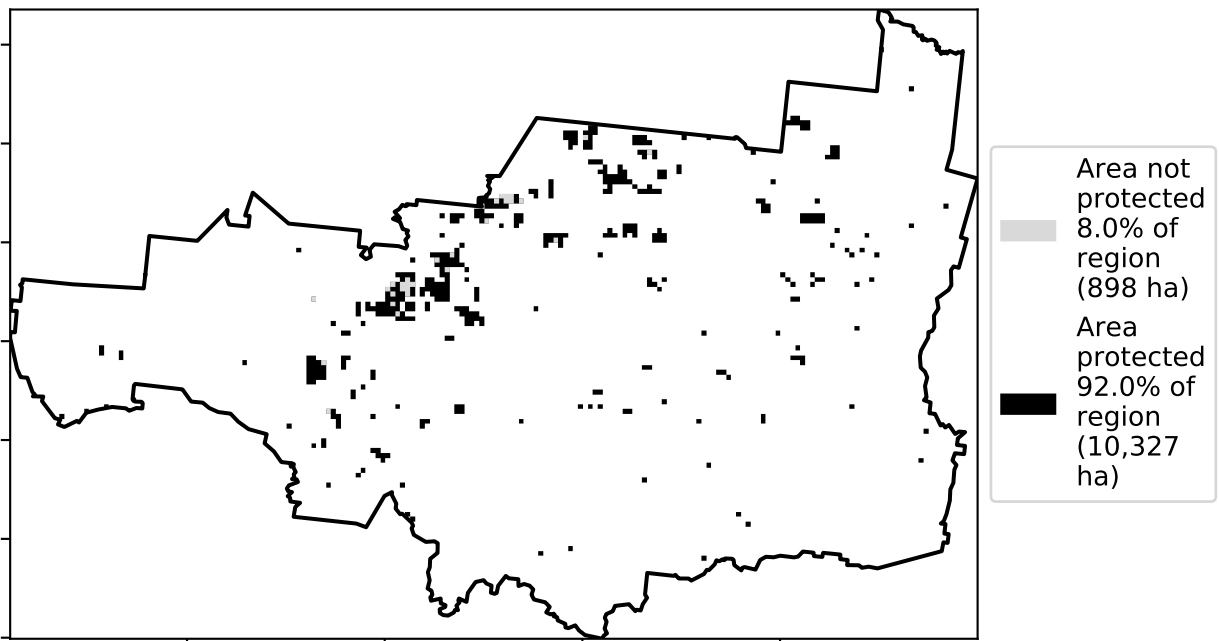 Area not
protected
8.0% of
region
(898 ha)
Area
protected
92.0% of
region
(10,327
ha)